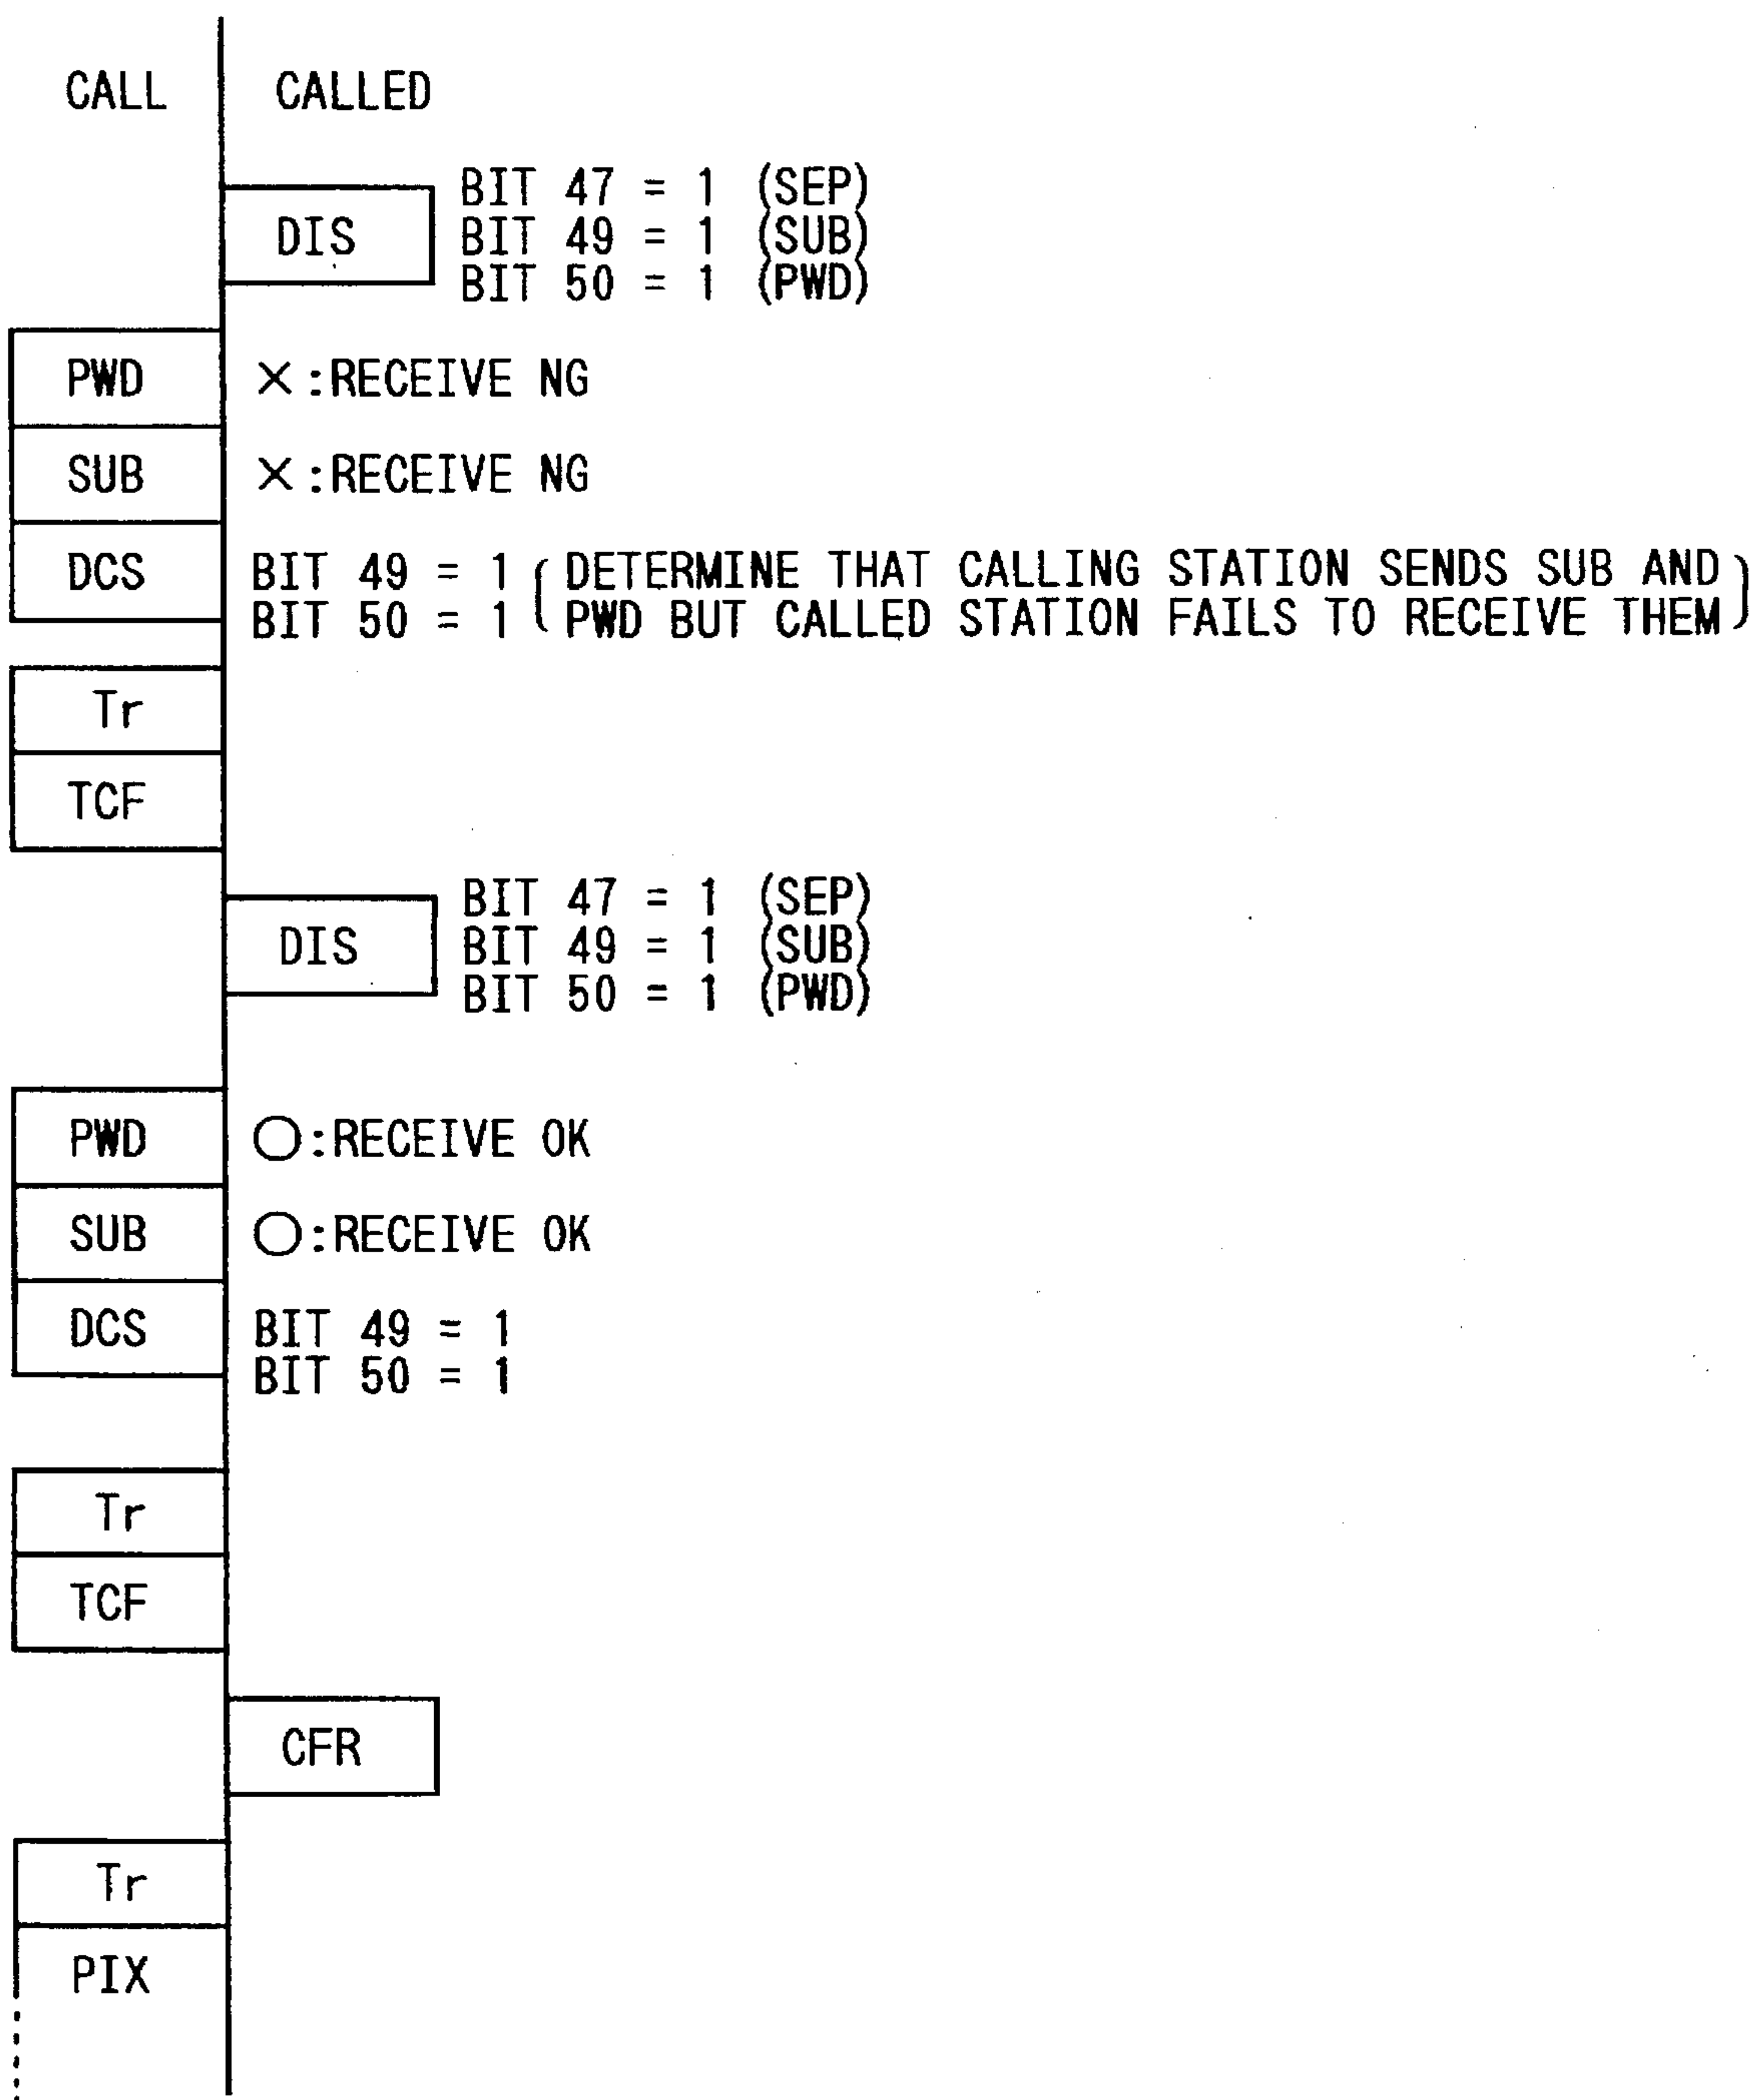 CALL CALLED
BIT 47 = 1 (SEP)
DIS BIT 49 = 1 (SUB)
BIT 50 = 1 (PWD)
PWD ×:RECEIVE NG
SUB ×:RECEIVE NG
DCS
BIT 49 = 1 ( DETERMINE THAT CALLING STATION SENDS SUB AND
BIT 50 = 1 PWD BUT CALLED STATION FAILS TO RECEIVE THEM )
Tr
TCF
BIT 47 = 1 (SEP)
DIS BIT 49 = 1 (SUB)
BIT 50 = 1 (PWD)
PWD ○:RECEIVE OK
SUB ○:RECEIVE OK
DCS
BIT 49 = 1
BIT 50 = 1
Tr
TCF
CFR
Tr
PIX